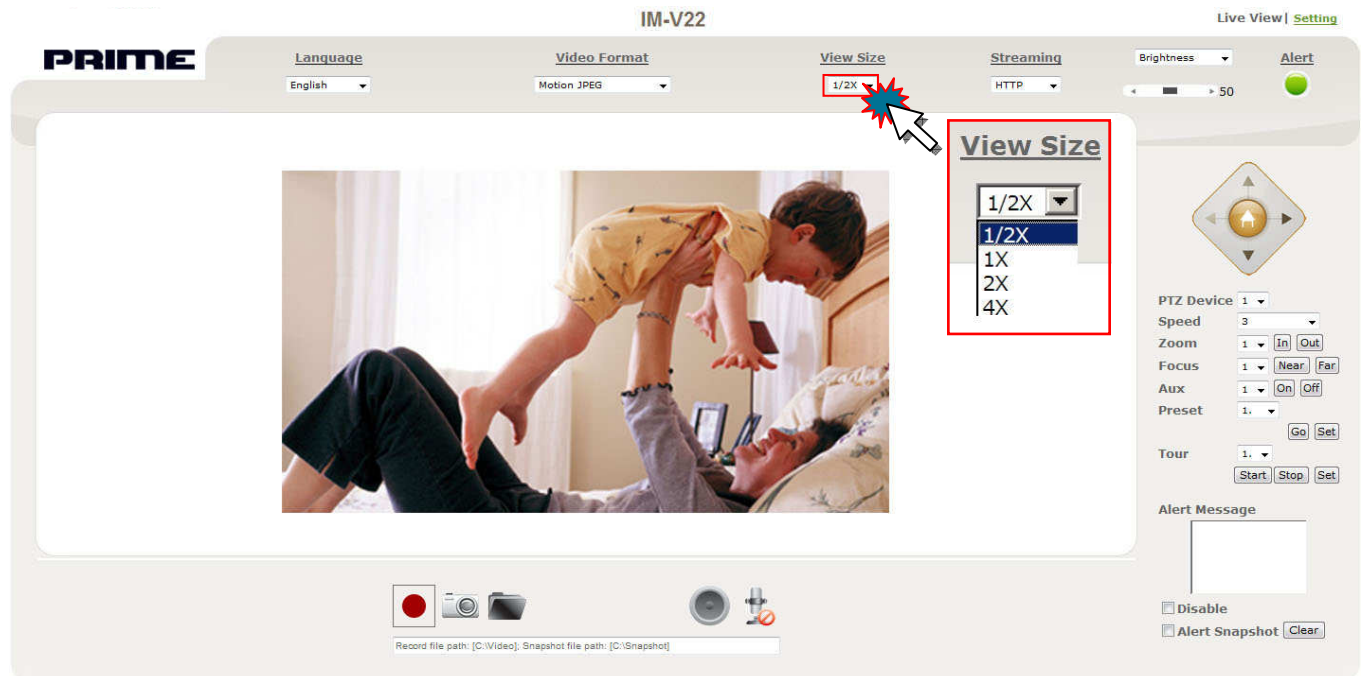 IM-V22
Live View| Setting
PRIME
Language
Video Format
View Size
Streaming
Brightness
Alert
English
Motion JPEG
1/2X
HTTP
50
View Size
1/2X
1/2X
1X
2X
4X
PTZ Device 1
Speed 3
Zoom 1 In Out
Focus 1 Near Far
Aux 1 On Off
Preset 1.
Go Set
Tour 1.
Start Stop Set
Alert Message
Disable
Alert Snapshot Clear
Record file path: [C:\Video]; Snapshot file path: [C:\Snapshot]